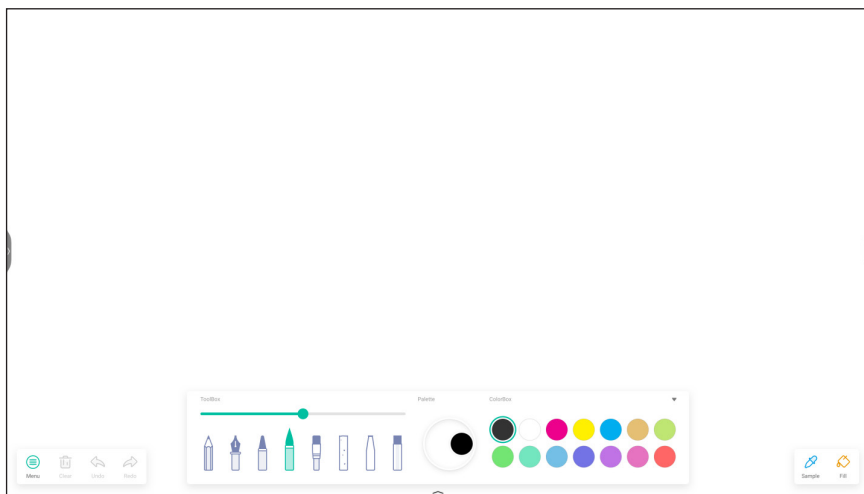 ToolBox
Palette
ColorBox
Menu
Clear
Undo
Redo
Sample
Fill